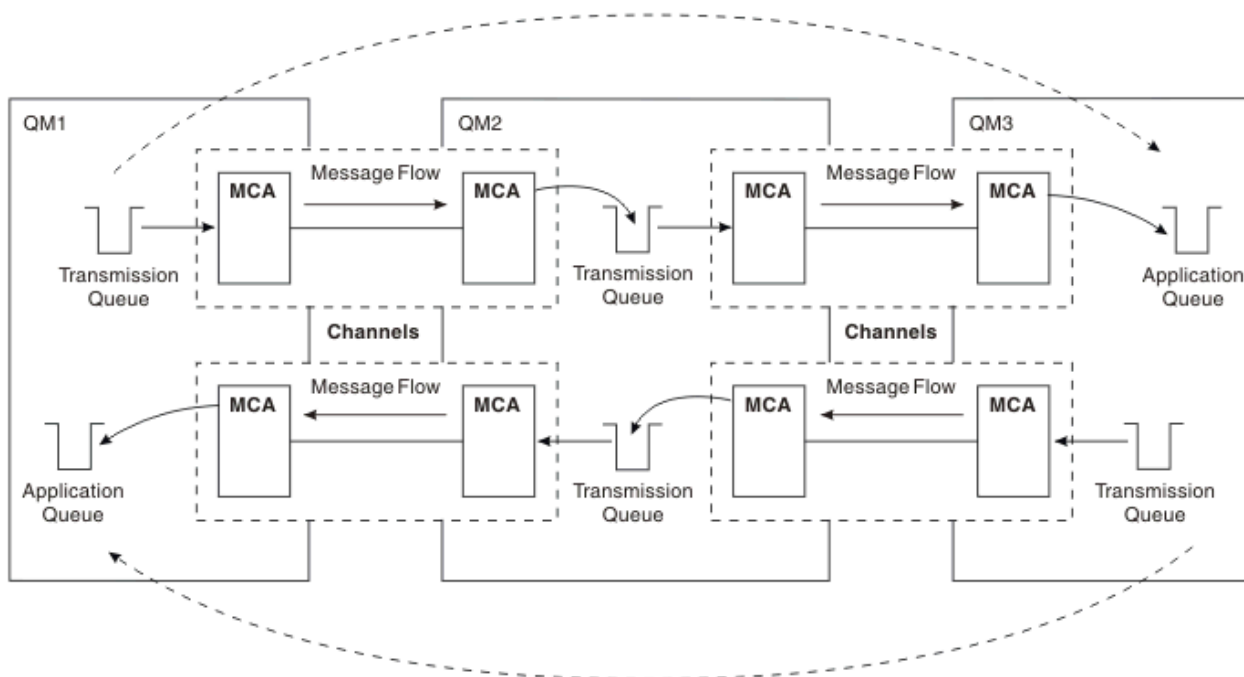 QM1
QM2
QM3
MCA
Message Flow
MCA
MCA
Message Flow
MCA
Transmission
Queue
Transmission
Queue
Application
Queue
Channels
Channels
MCA
Message Flow
MCA
MCA
Message Flow
MCA
Application
Queue
Transmission
Queue
Transmission
Queue